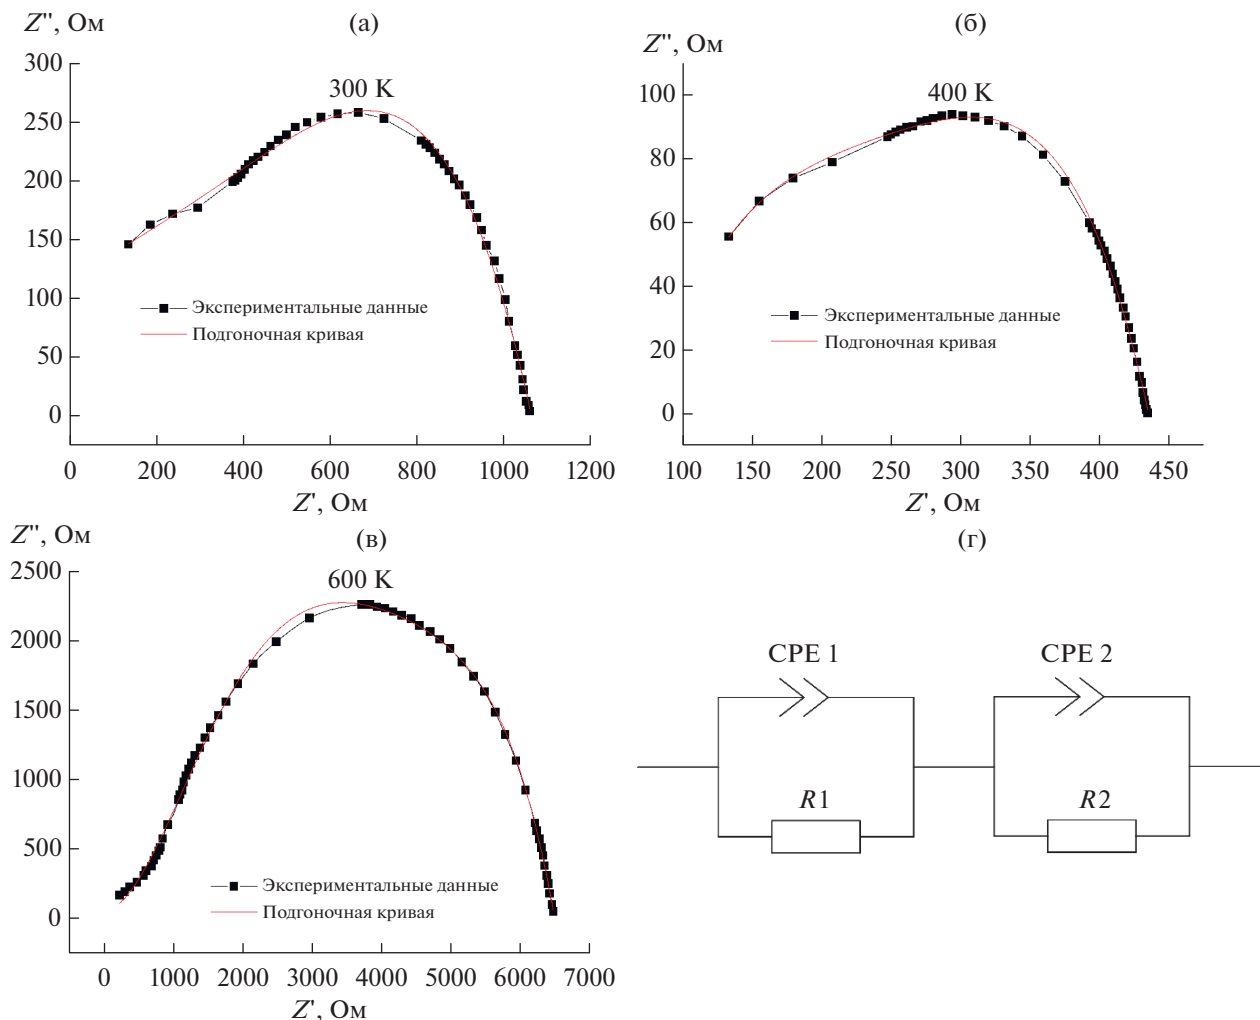 Z'', Ом
(а)
300
300 K
250
200
150
100
50
0
Экспериментальные данные
Подгоночная кривая
0 200 400 600 800 1000 1200
Z', Ом
Z'', Ом
(б)
100
400 K
80
60
40
20
0
Экспериментальные данные
Подгоночная кривая
100 150 200 250 300 350 400 450
Z', Ом
Z'', Ом
(в)
2500
600 K
2000
1500
1000
500
0
Экспериментальные данные
Подгоночная кривая
0 1000 2000 3000 4000 5000 6000 7000
Z', Ом
(г)
CPE 1 CPE 2
R1 R2